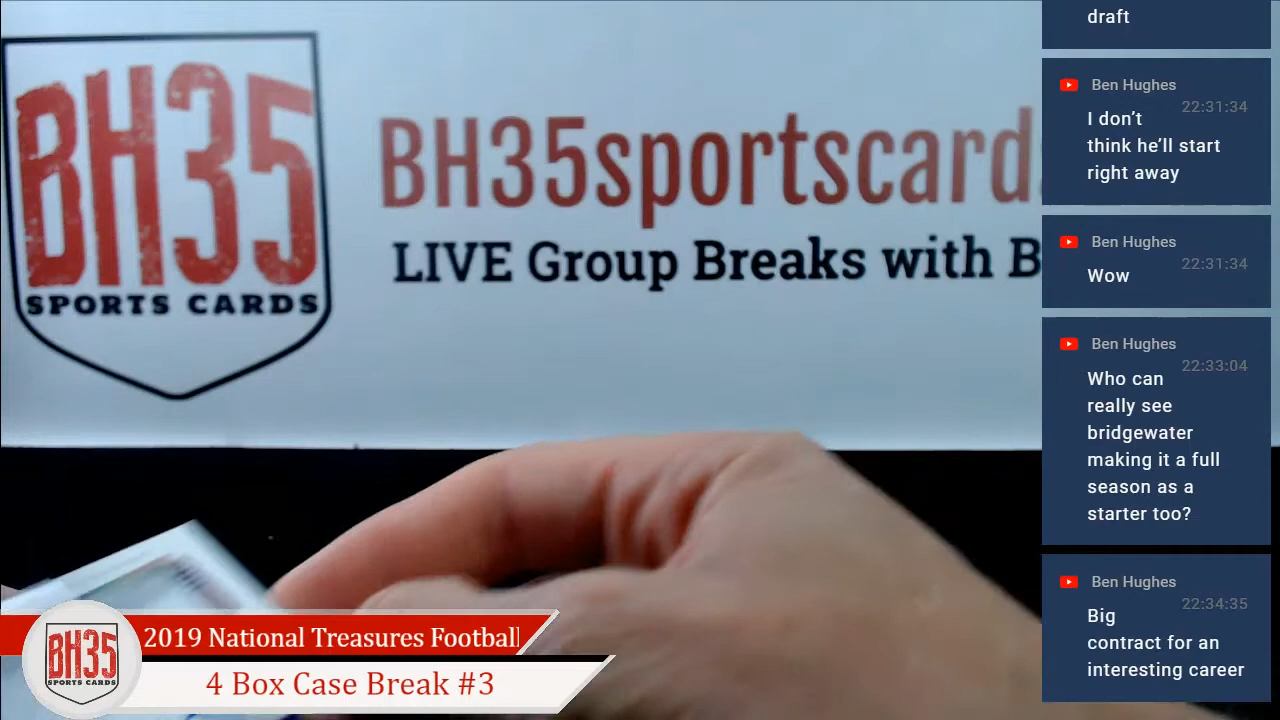 BH35
SPORTS CARDS
BH35sportscard
LIVE Group Breaks with B
draft
Ben Hughes
22:31:34
I don't
think he'll start
right away
Ben Hughes
22:31:34
Wow
Ben Hughes
22:33:04
Who can
really see
bridgewater
making it a full
season as a
starter too?
Ben Hughes
22:34:35
Big
contract for an
interesting career
BH35
SPORTS CARDS
2019 National Treasures Football
4 Box Case Break #3